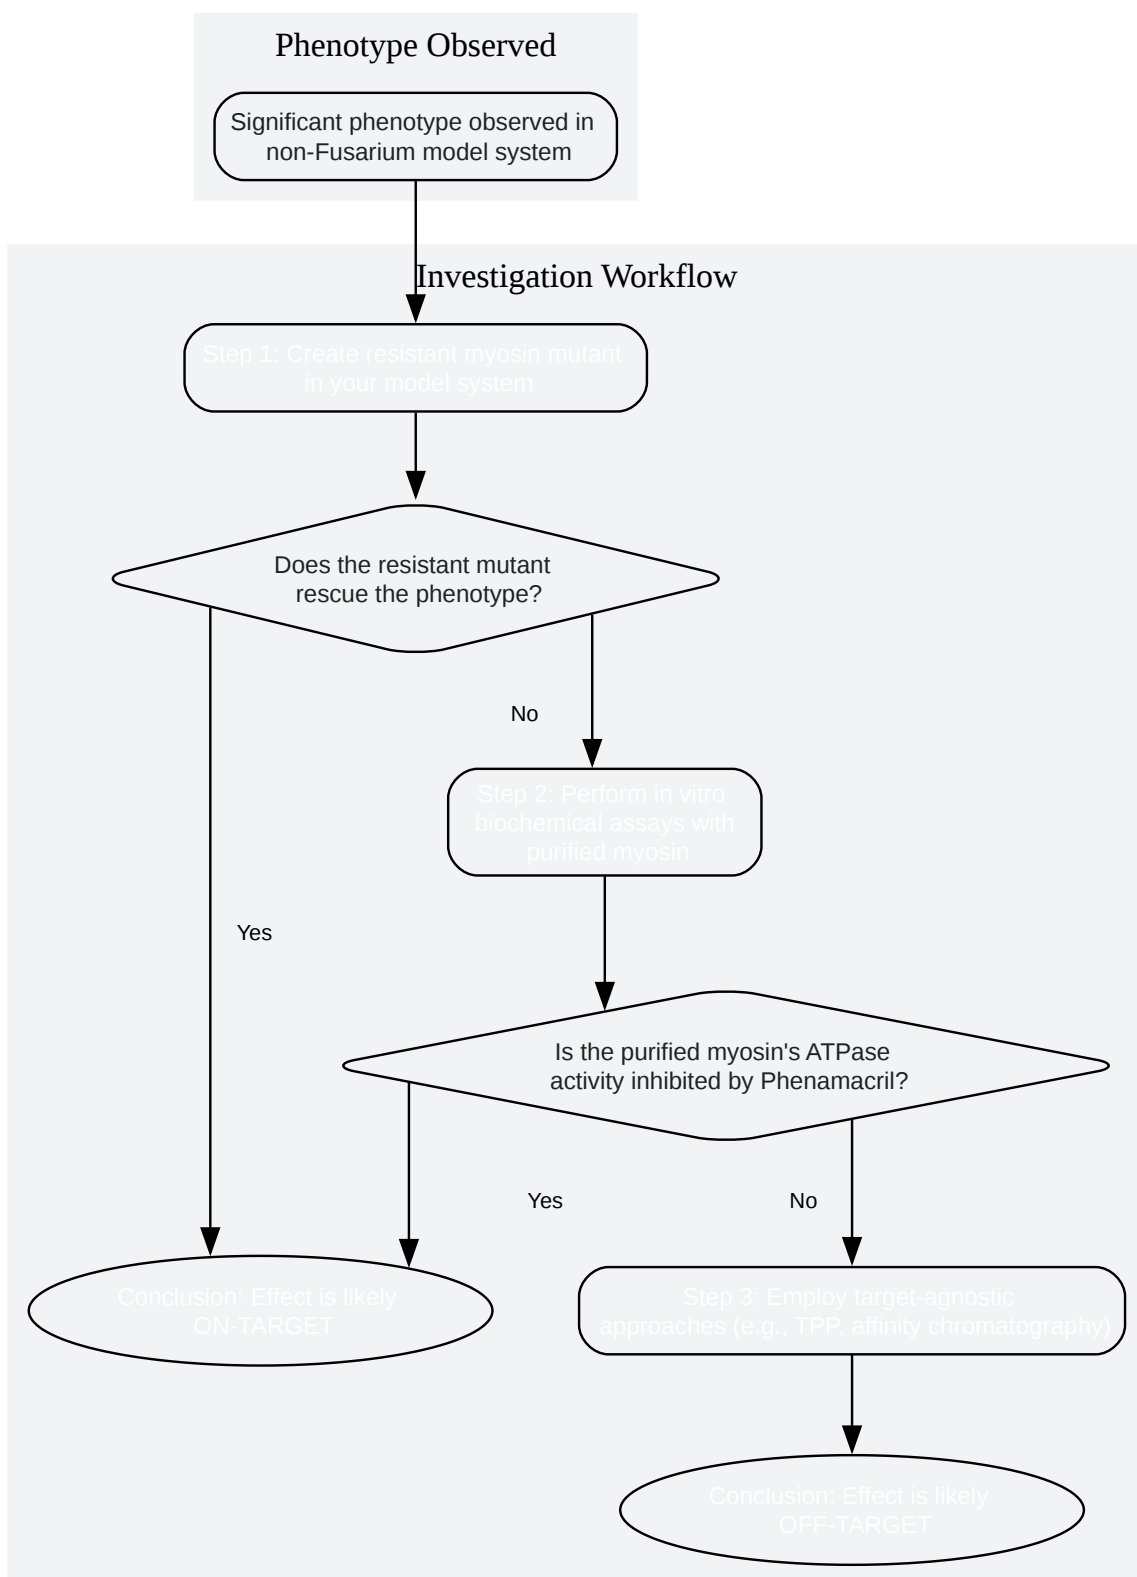 Phenotype Observed
Significant phenotype observed in
non-Fusarium model system
Investigation Workflow
Step 1: Create resistant myosin mutant
in your model system
Does the resistant mutant
rescue the phenotype?
No
Step 2: Perform in vitro
biochemical assays with
purified myosin
Yes
Is the purified myosin's ATPase
activity inhibited by Phenamacril?
Yes
No
Conclusion: Effect is likely
ON-TARGET
Step 3: Employ target-agnostic
approaches (e.g., TPP, affinity chromatography)
Conclusion: Effect is likely
OFF-TARGET